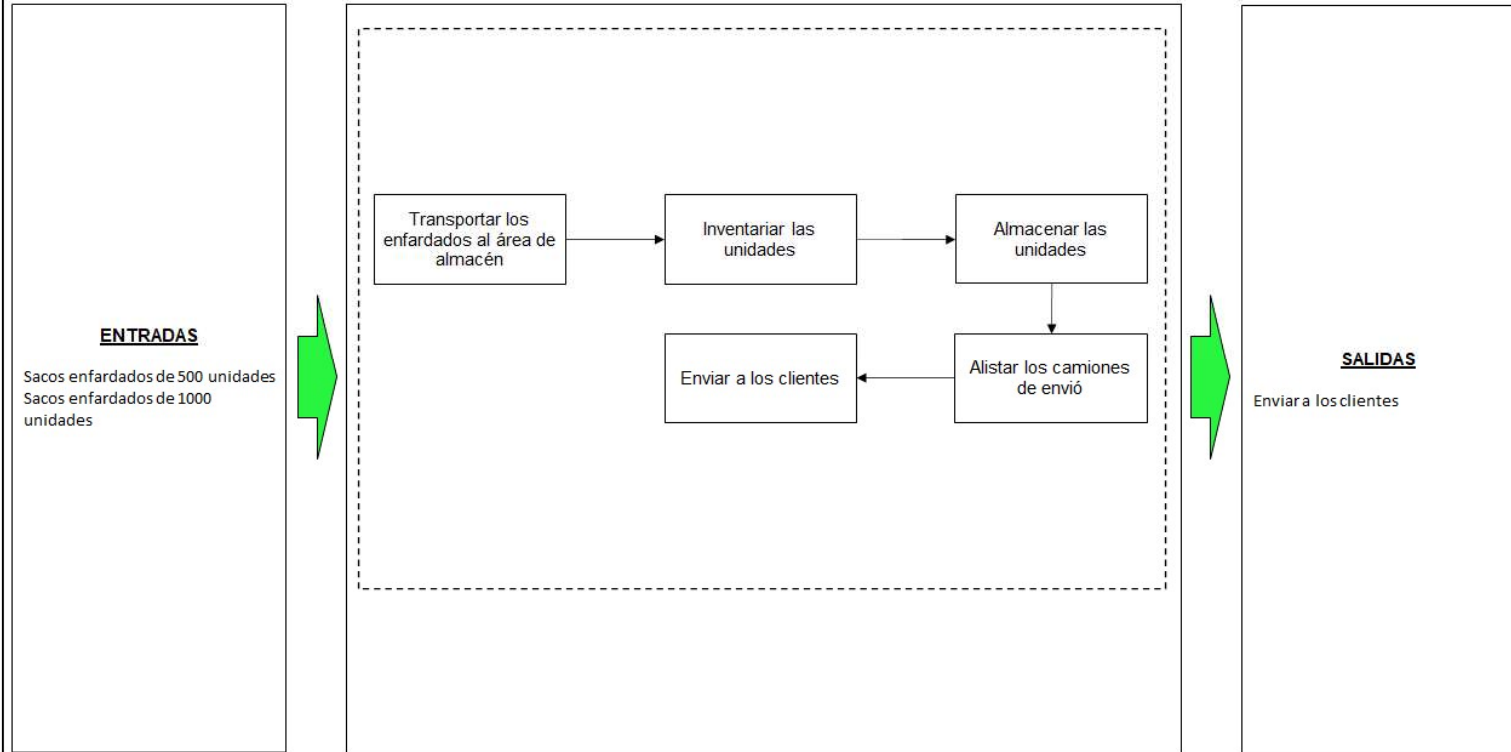 ENTRADAS
Sacos enfardados de 500 unidades
Sacos enfardados de 1000
unidades
Transportar los
enfardados al área de
almacén
Inventariar las
unidades
Almacenar las
unidades
Alistar los camiones
de envió
Enviar a los clientes
SALIDAS
Enviar a los clientes